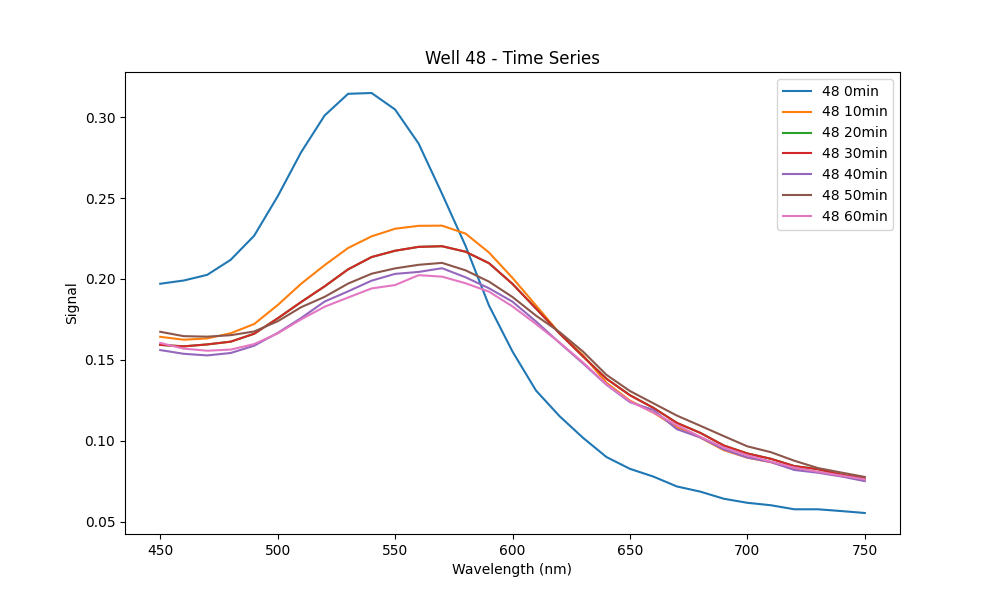 Well 48 - Time Series
48 0min
48 10min
48 20min
48 30min
48 40min
48 50min
48 60min
Signal
0.30
0.25
0.20
0.15
0.10
0.05
450 500 550 600 650 700 750
Wavelength (nm)